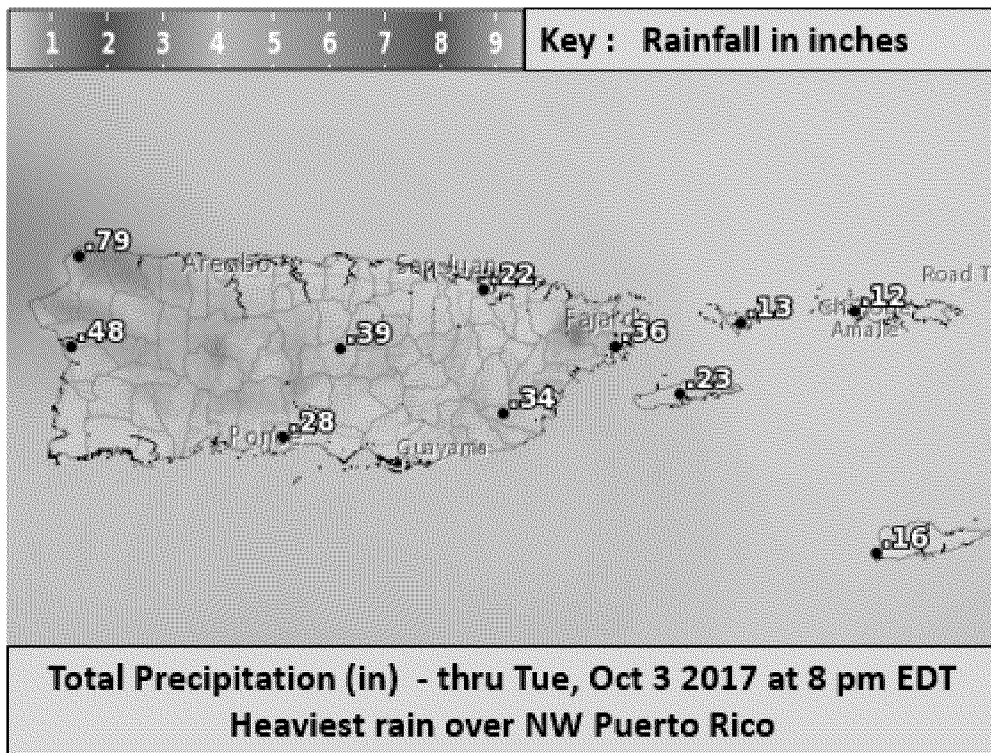 1 2 3 4 5 6 7 8 9
Key : Rainfall in inches
.79
Arecibo
San Juan
.22
Road T
.13
.12
Fajardo
.36
Amalie
.48
.39
.23
.34
.28
Ponce
Guayama
.16
Total Precipitation (in) - thru Tue, Oct 3 2017 at 8 pm EDT
Heaviest rain over NW Puerto Rico